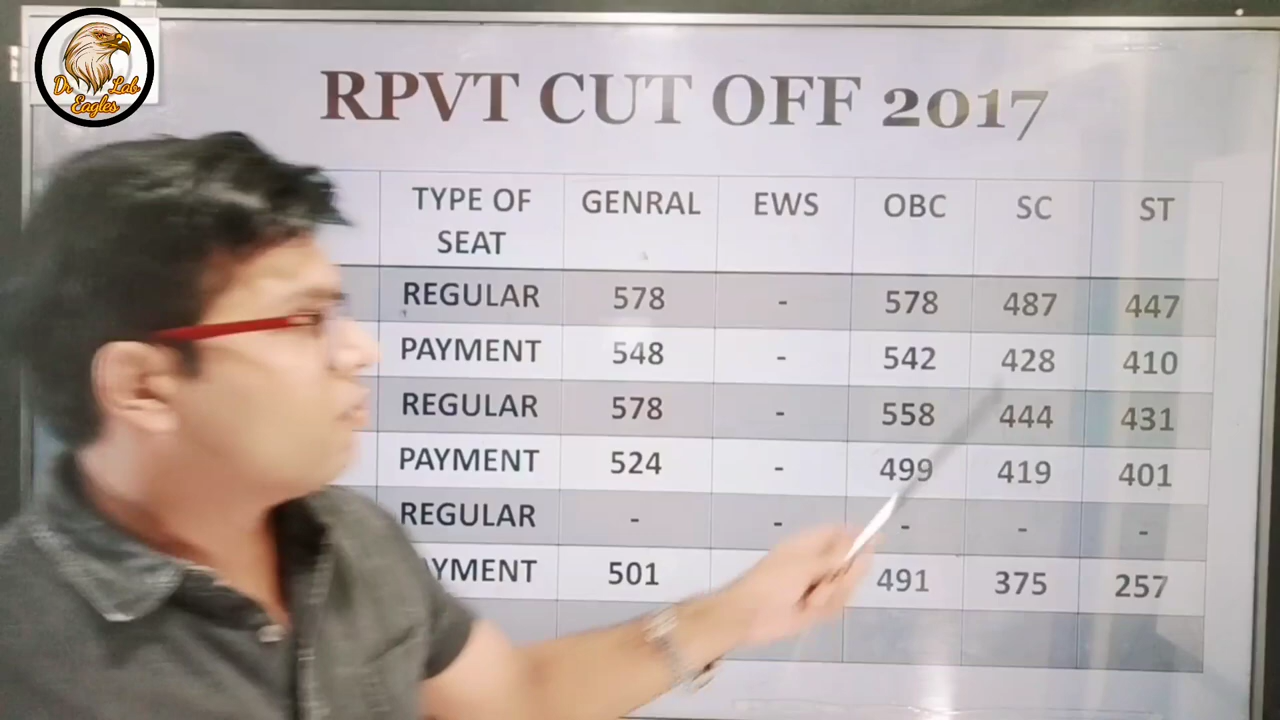 Dr Lab
Eagles
RPVT CUT OFF 2017
TYPE OF SEAT GENRAL EWS OBC SC ST
REGULAR 578 - 578 487 447
PAYMENT 548 - 542 428 410
REGULAR 578 - 558 444 431
PAYMENT 524 - 499 419 401
REGULAR - - - - -
YMENT 501 491 375 257